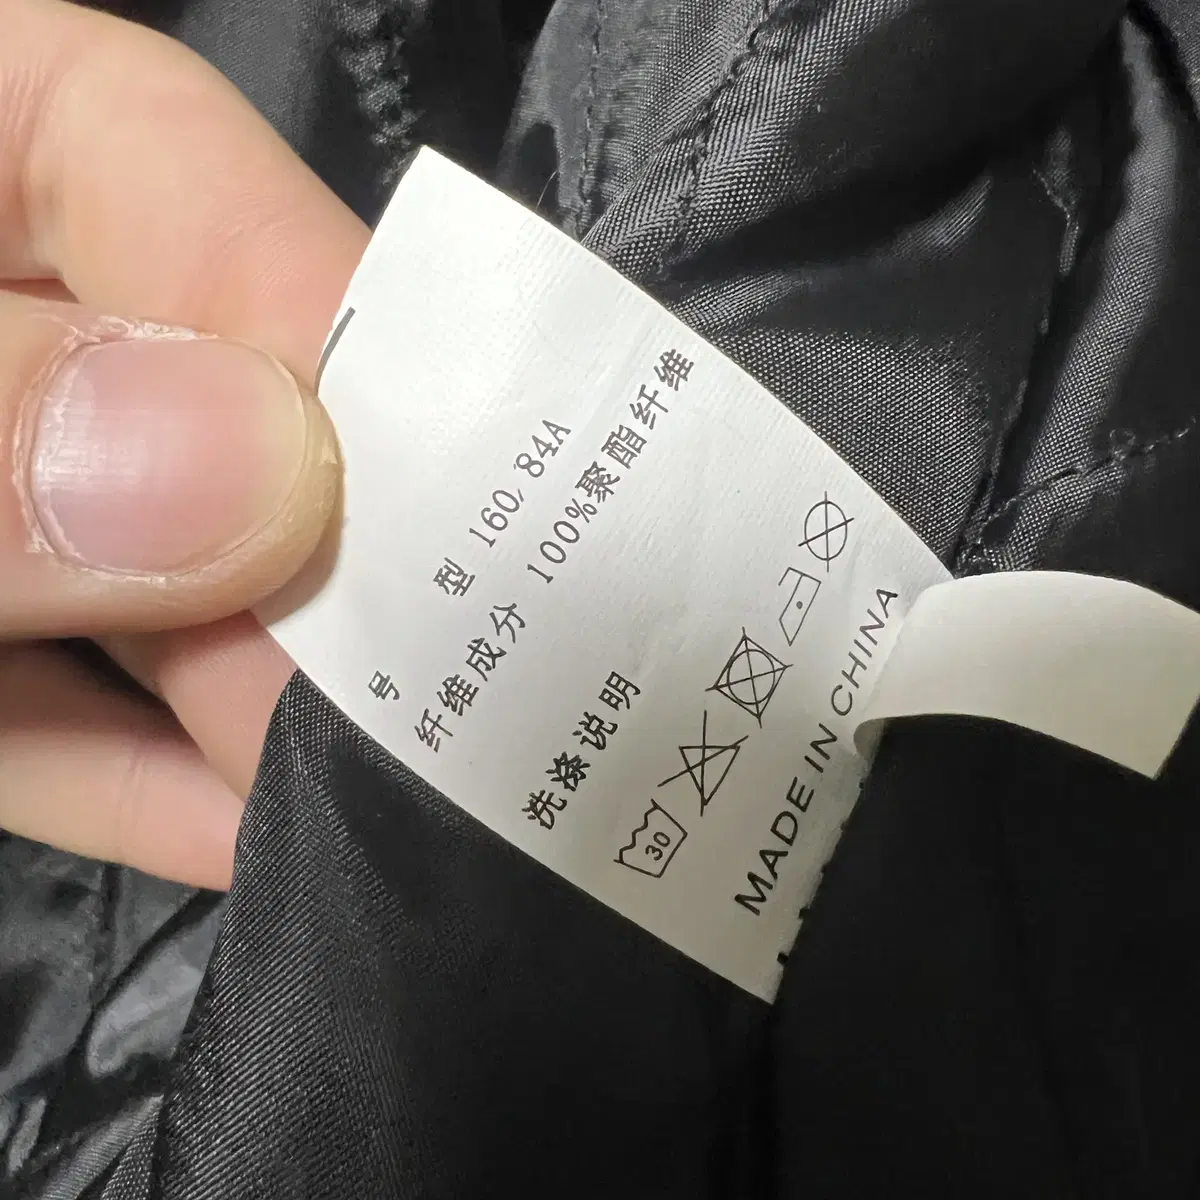 号 型 160/84A
纤维成分 100%聚酯纤维
洗涤说明
30
MADE IN CHINA